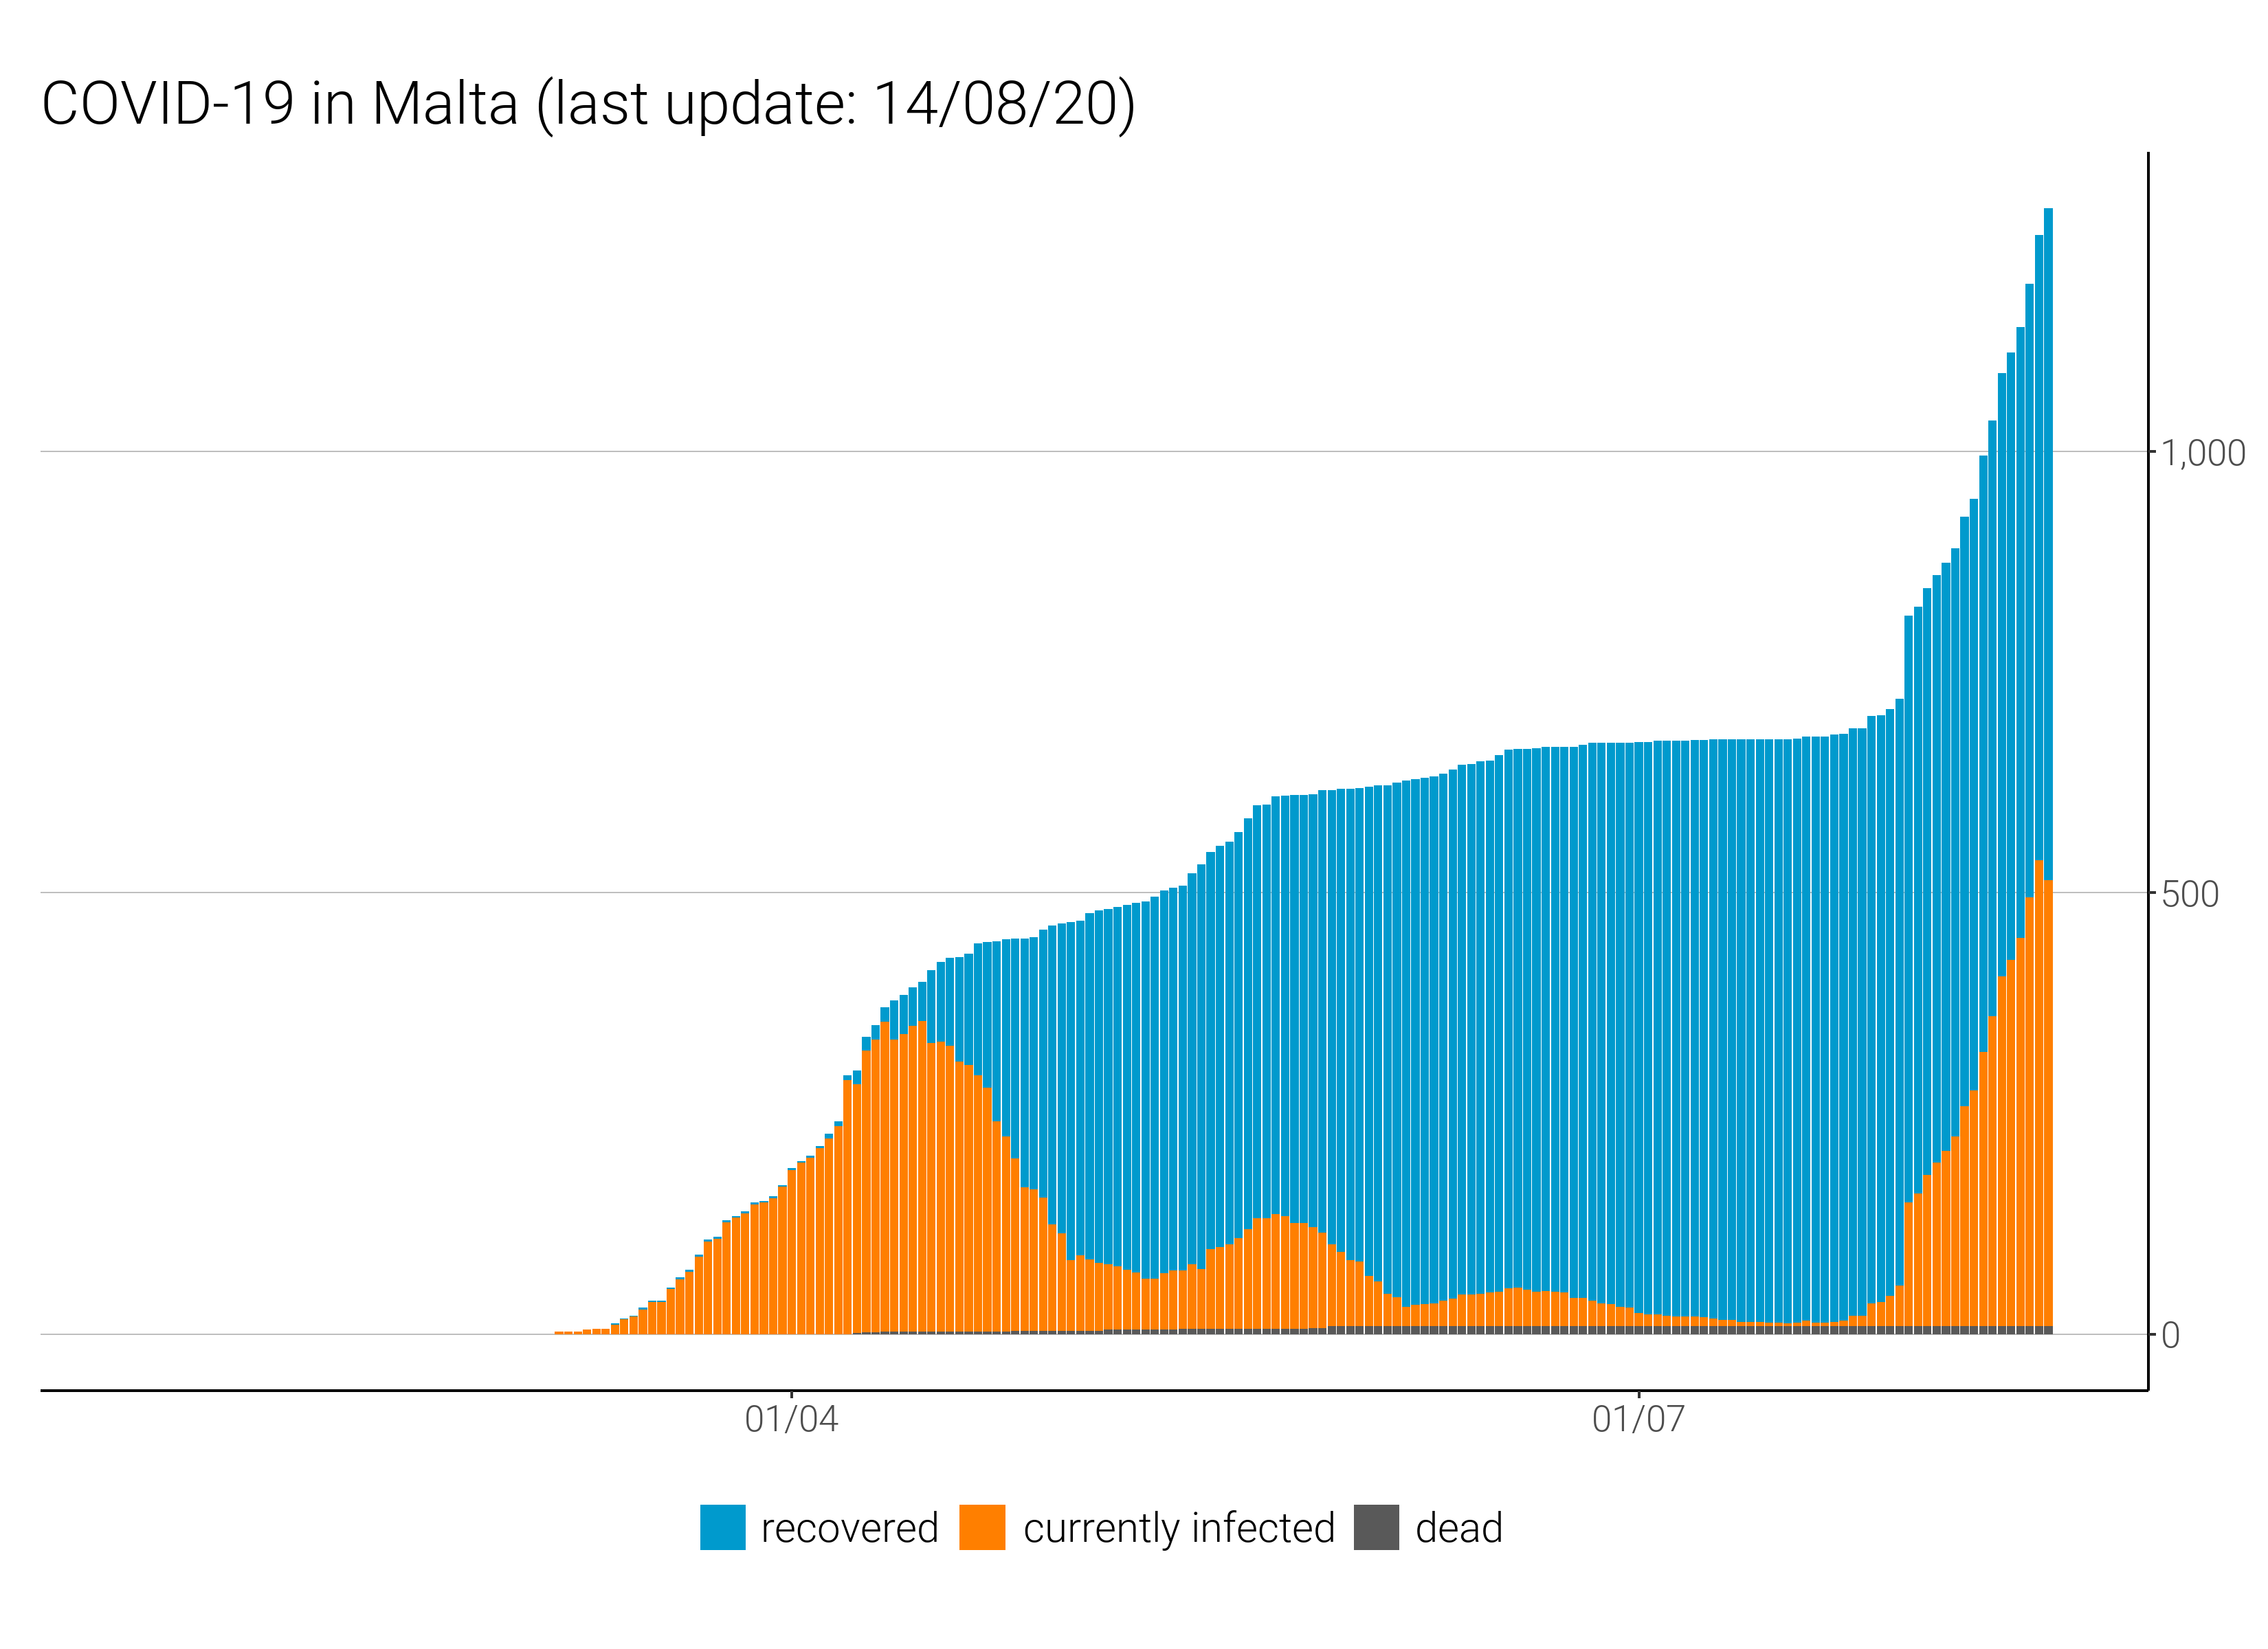 COVID-19 in Malta (last update: 14/08/20)
1,000
500
0
01/04 01/07
recovered currently infected dead